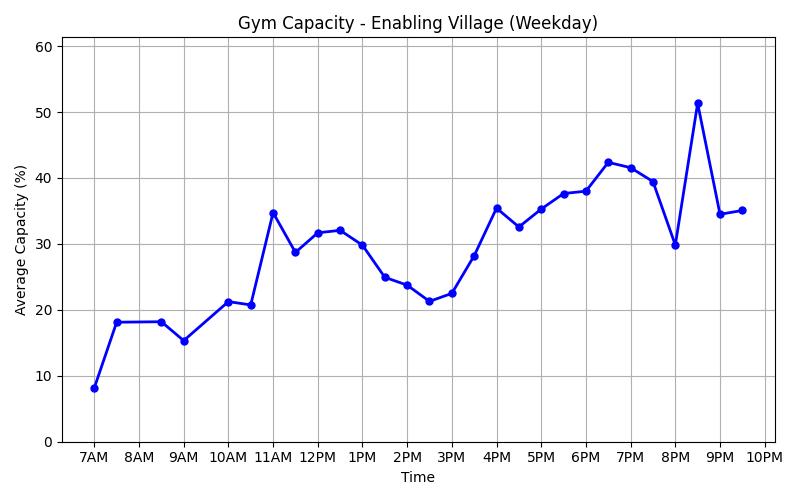 Gym Capacity - Enabling Village (Weekday)
Average Capacity (%)
60
50
40
30
20
10
0
7AM 8AM 9AM 10AM 11AM 12PM 1PM 2PM 3PM 4PM 5PM 6PM 7PM 8PM 9PM 10PM
Time